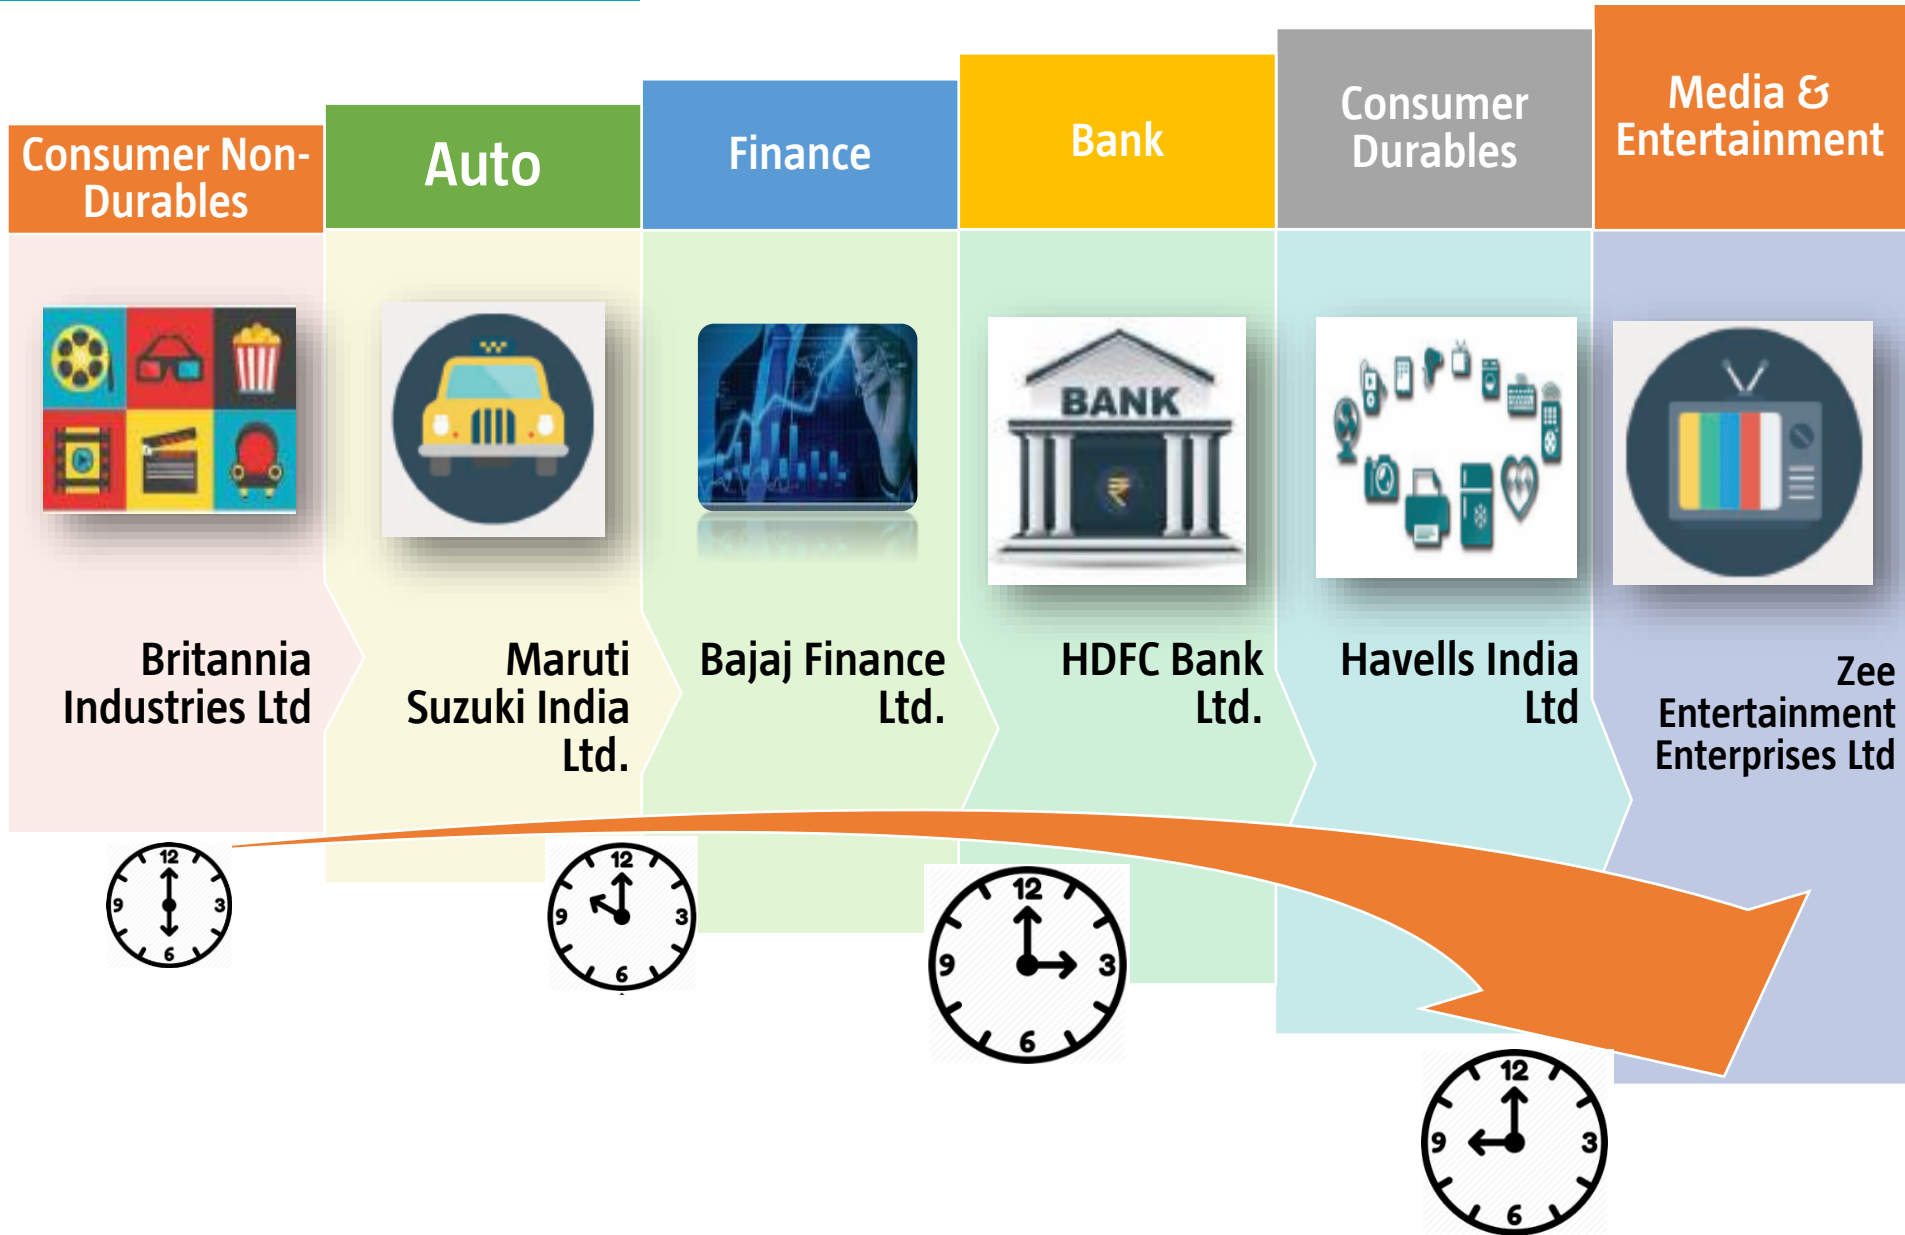 Consumer Non-
Durables
Auto
Finance
Bank
Consumer
Durables
Media &
Entertainment
BANK
₹
Britannia
Industries Ltd
Maruti
Suzuki India
Ltd.
Bajaj Finance
Ltd.
HDFC Bank
Ltd.
Havells India
Ltd
Zee
Entertainment
Enterprises Ltd
12
9 3
6
12
9 3
6
12
9 3
6
12
9 3
6